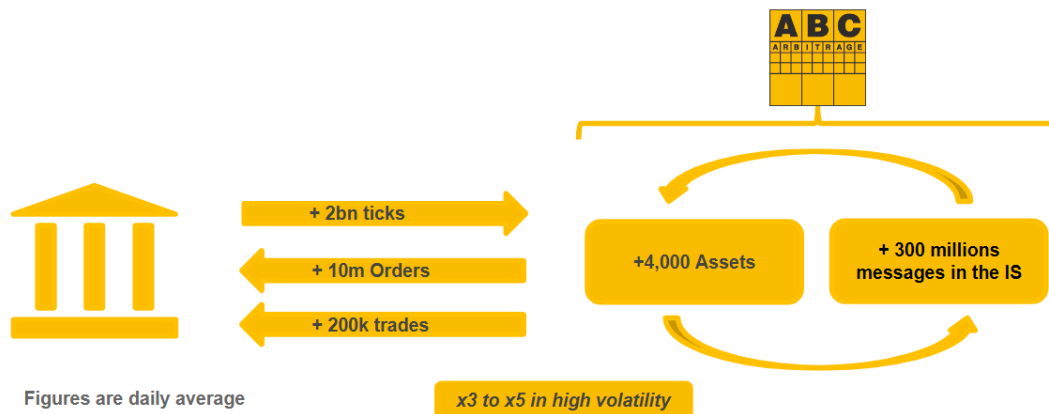 ABC
ARBITRAGE
+ 2bn ticks
+ 10m Orders
+ 200k trades
+4,000 Assets
+ 300 millions
messages in the IS
Figures are daily average
x3 to x5 in high volatility